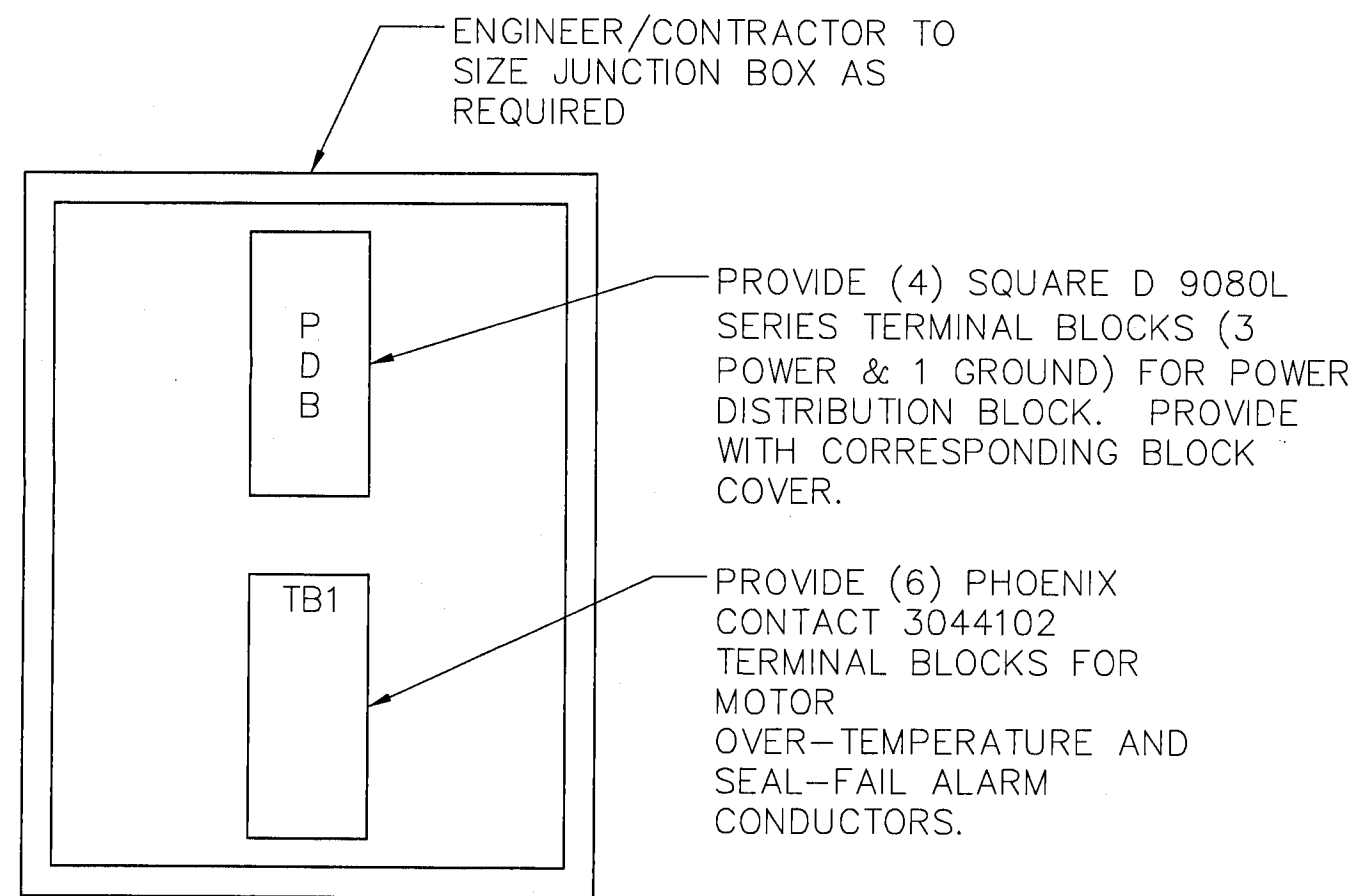 ENGINEER/CONTRACTOR TO
SIZE JUNCTION BOX AS
REQUIRED
P
D
B
PROVIDE (4) SQUARE D 9080L
SERIES TERMINAL BLOCKS (3
POWER & 1 GROUND) FOR POWER
DISTRIBUTION BLOCK. PROVIDE
WITH CORRESPONDING BLOCK
COVER.
TB1
PROVIDE (6) PHOENIX
CONTACT 3044102
TERMINAL BLOCKS FOR
MOTOR
OVER-TEMPERATURE AND
SEAL-FAIL ALARM
CONDUCTORS.